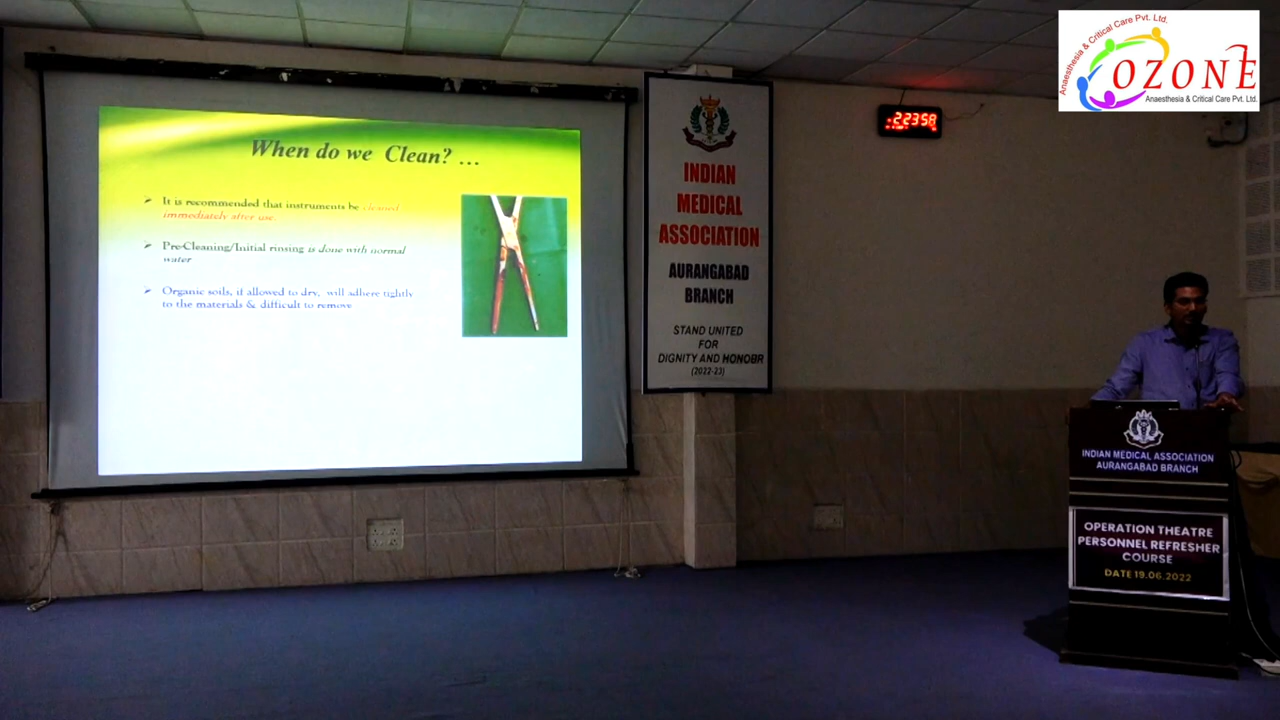 When do we Clean? ...
It is recommended that instruments be cleaned
immediately after use.
Pre-Cleaning/Initial rinsing is done with normal
water
Organic soils, if allowed to dry, will adhere tightly
to the materials & difficult to remove
INDIAN
MEDICAL
ASSOCIATION
AURANGABAD
BRANCH
STAND UNITED
FOR
DIGNITY AND HONOBR
(2022-23)
22358
Anaesthesia & Critical Care Pvt. Ltd.
OZONE
Anaesthesia & Critical Care Pvt. Ltd.
INDIAN MEDICAL ASSOCIATION
AURANGABAD BRANCH
OPERATION THEATRE
PERSONNEL REFRESHER
COURSE
DATE 19.06.2022